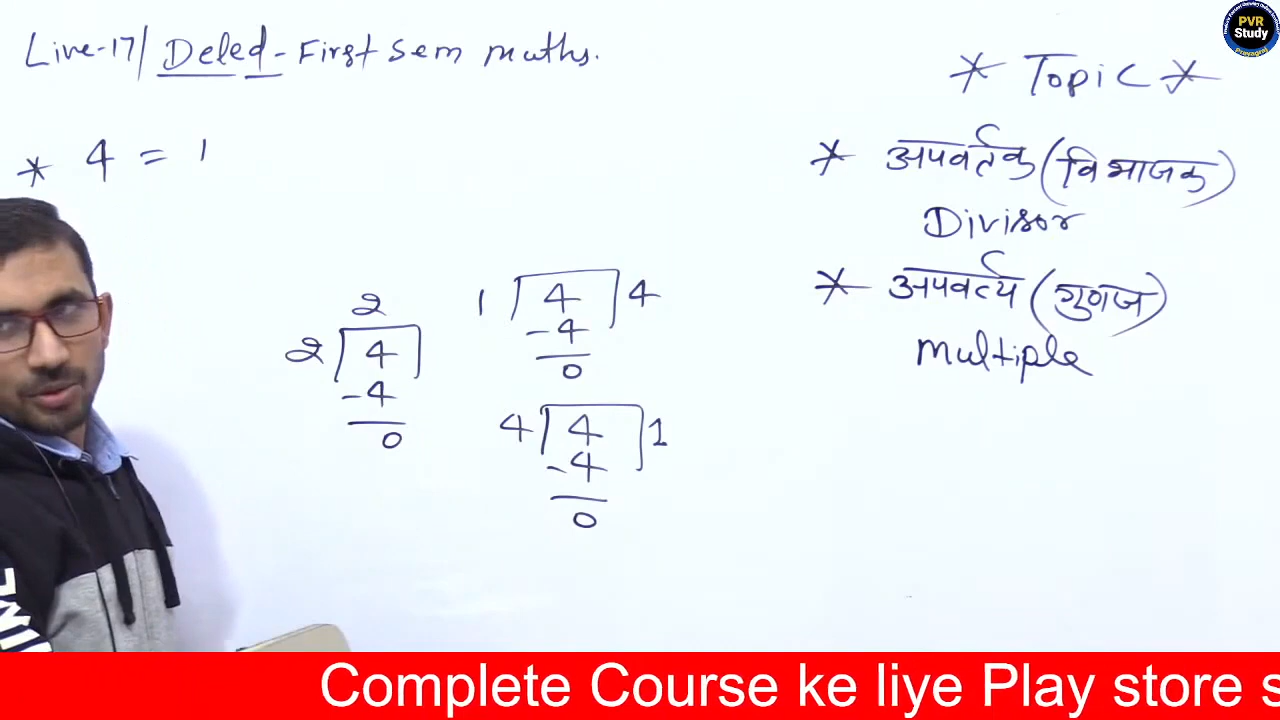 Live-17/ Deled - First Sem maths.
* Topic *
* 4 = 1
* अपवर्तक (विभाजक)
Divisor
* अपवर्त्य (गुणज)
multiple
2
2 4
-4
0
1 4 4
-4
0
4 4 1
-4
0
PVR
Study
Prayagraj
Complete Course ke liye Play store s